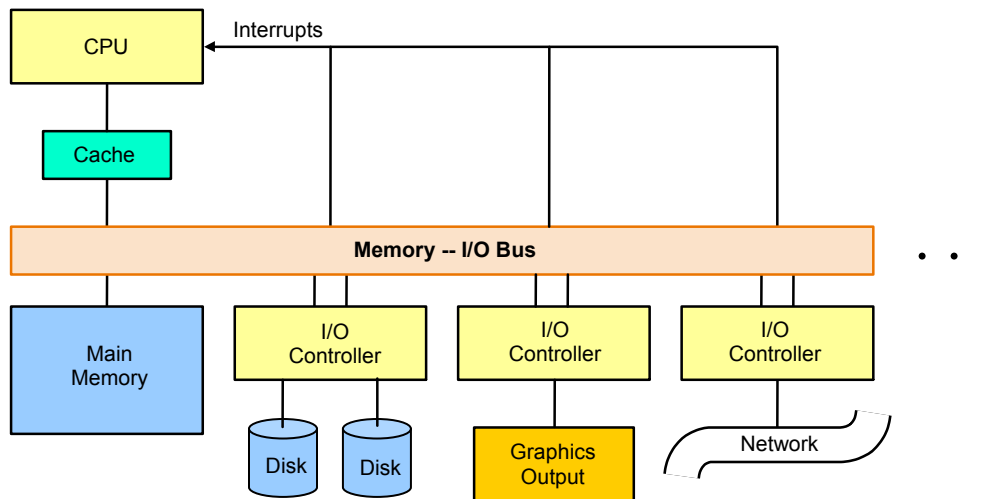 Interrupts
CPU
Cache
Memory -- I/O Bus
Main
Memory
I/O
Controller
I/O
Controller
I/O
Controller
Disk
Disk
Graphics
Output
Network